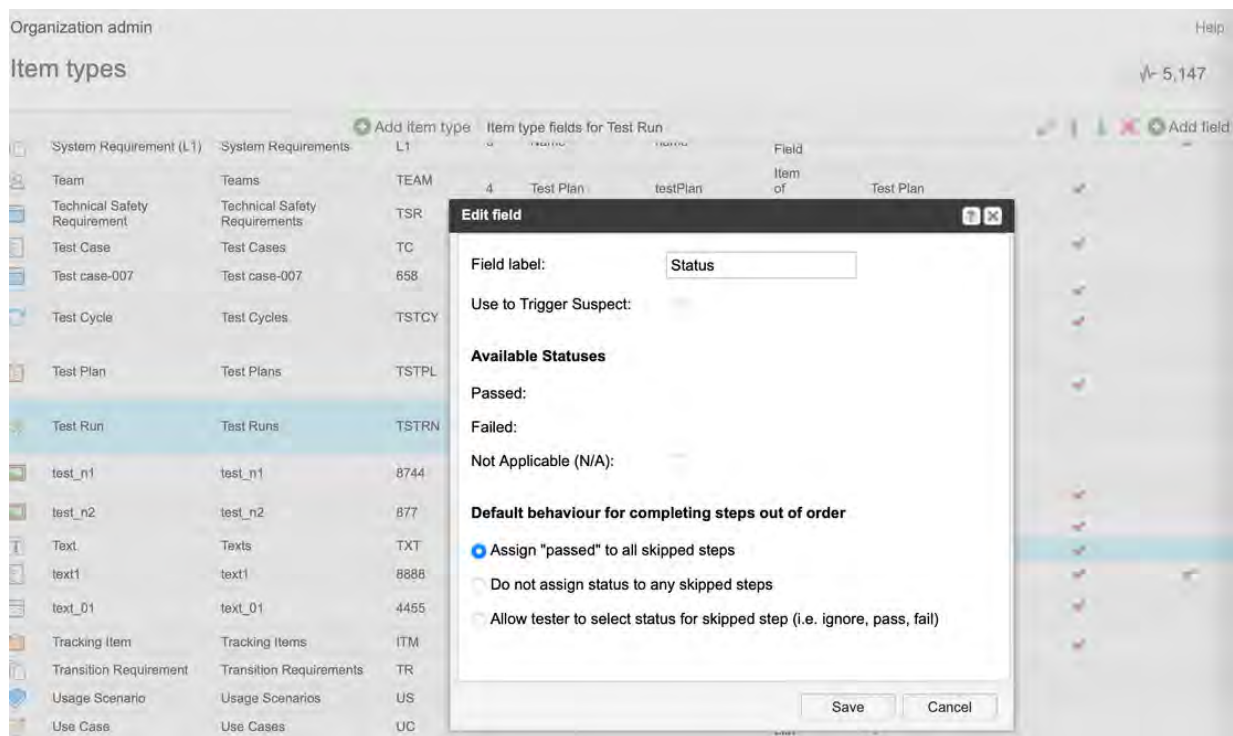 Organization admin Help
Item types 5,147
Add item type Item type fields for Test Run Add field
System Requirement (L1) System Requirements L1 Field
Team Teams TEAM 4 Test Plan testPlan Item of Test Plan
Technical Safety Requirement Technical Safety Requirements TSR
Test Case Test Cases TC
Test case-007 Test case-007 658
Test Cycle Test Cycles TSTCY
Test Plan Test Plans TSTPL
Test Run Test Runs TSTRN
test_n1 test_n1 8744
test_n2 test_n2 877
Text Texts TXT
text1 text1 8888
text_01 text_01 4455
Tracking Item Tracking Items ITM
Transition Requirement Transition Requirements TR
Usage Scenario Usage Scenarios US
Use Case Use Cases UC
Edit field
Field label: Status
Use to Trigger Suspect:
Available Statuses
Passed:
Failed:
Not Applicable (N/A):
Default behaviour for completing steps out of order
Assign "passed" to all skipped steps
Do not assign status to any skipped steps
Allow tester to select status for skipped step (i.e. ignore, pass, fail)
Save Cancel